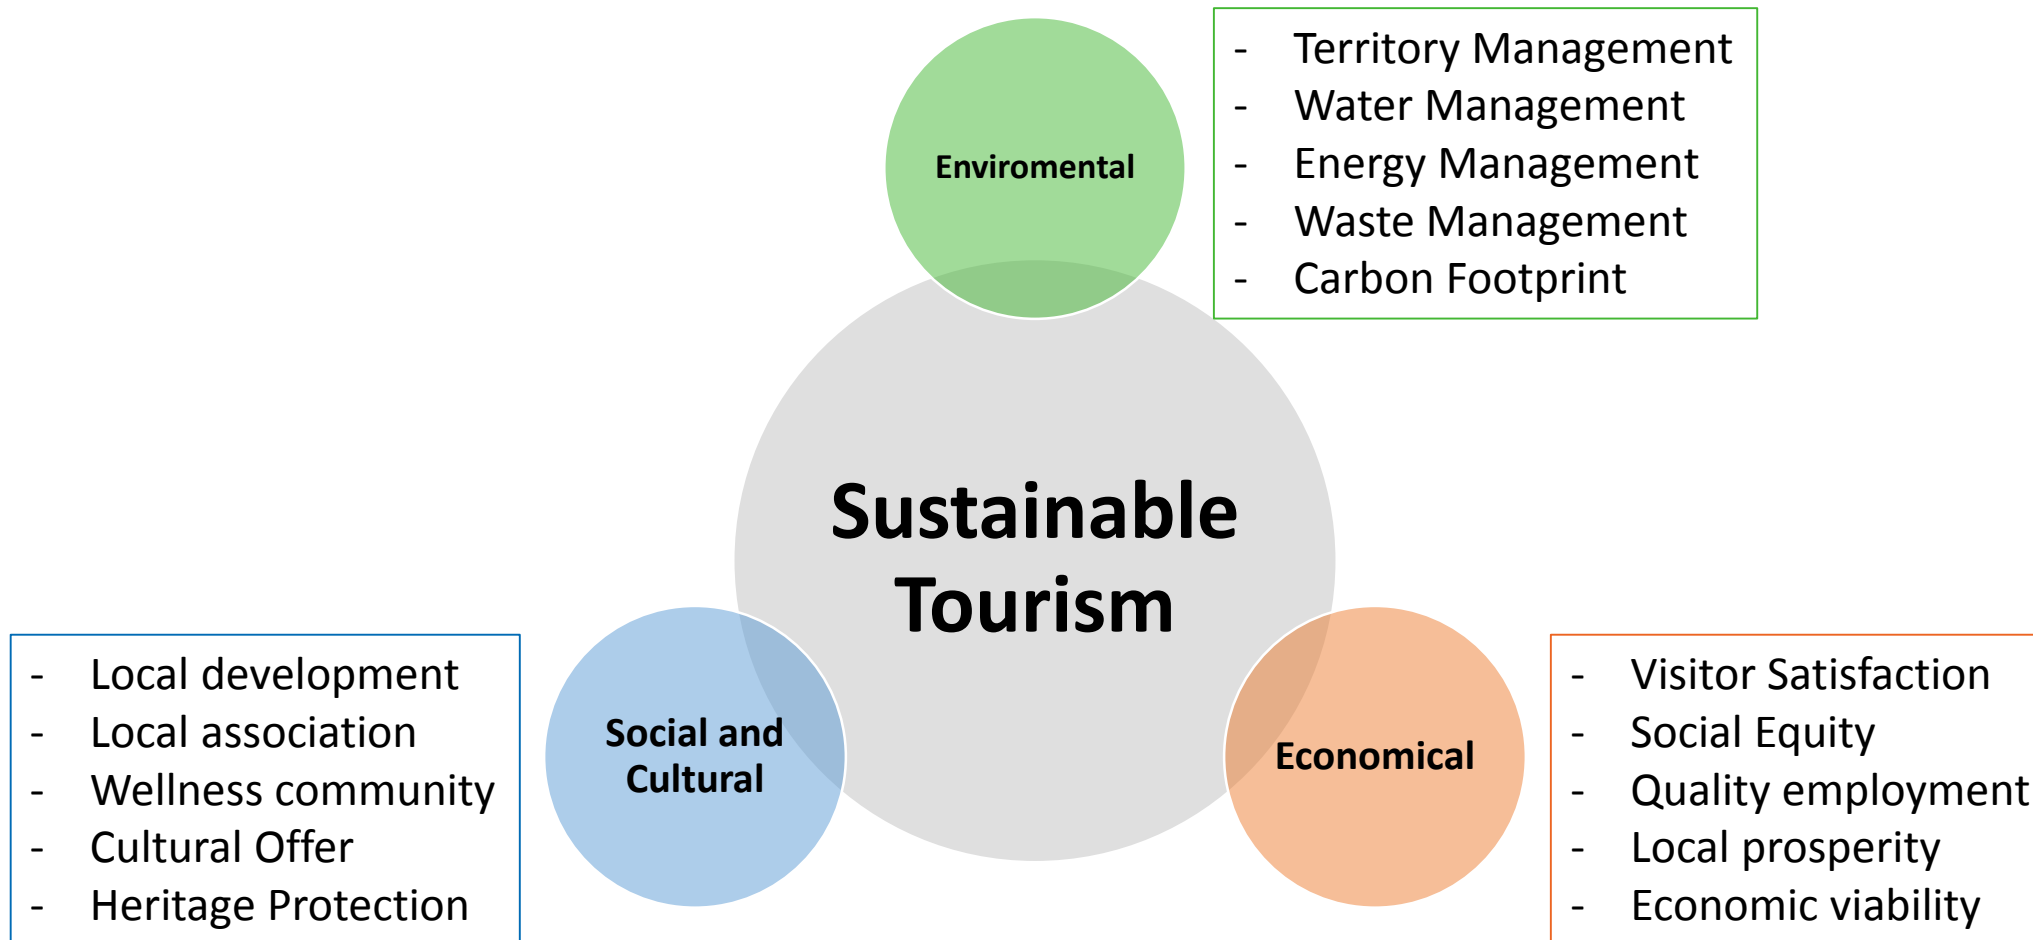 Enviromental
- Territory Management
- Water Management
- Energy Management
- Waste Management
- Carbon Footprint
Sustainable
Tourism
- Local development
- Local association
- Wellness community
- Cultural Offer
- Heritage Protection
Social and
Cultural
Economical
- Visitor Satisfaction
- Social Equity
- Quality employment
- Local prosperity
- Economic viability